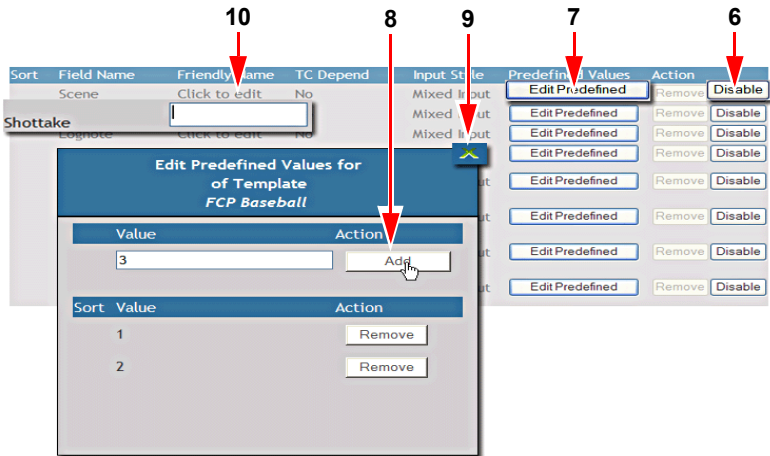 10 8 9 7 6
Sort Field Name Friendly Name TC Depend Input Style Predefined Values Action
Scene Click to edit No Mixed Input Edit Predefined Remove Disable
Shottake Mixed Input Edit Predefined Remove Disable
Lognote Click to edit No Mixed Input Edit Predefined Remove Disable
Edit Predefined Remove Disable
Edit Predefined Values for
of Template
FCP Baseball
ut Edit Predefined Remove Disable
ut Edit Predefined Remove Disable
Value Action
3 Add
ut Edit Predefined Remove Disable
ut Edit Predefined Remove Disable
Sort Value Action
1 Remove
2 Remove